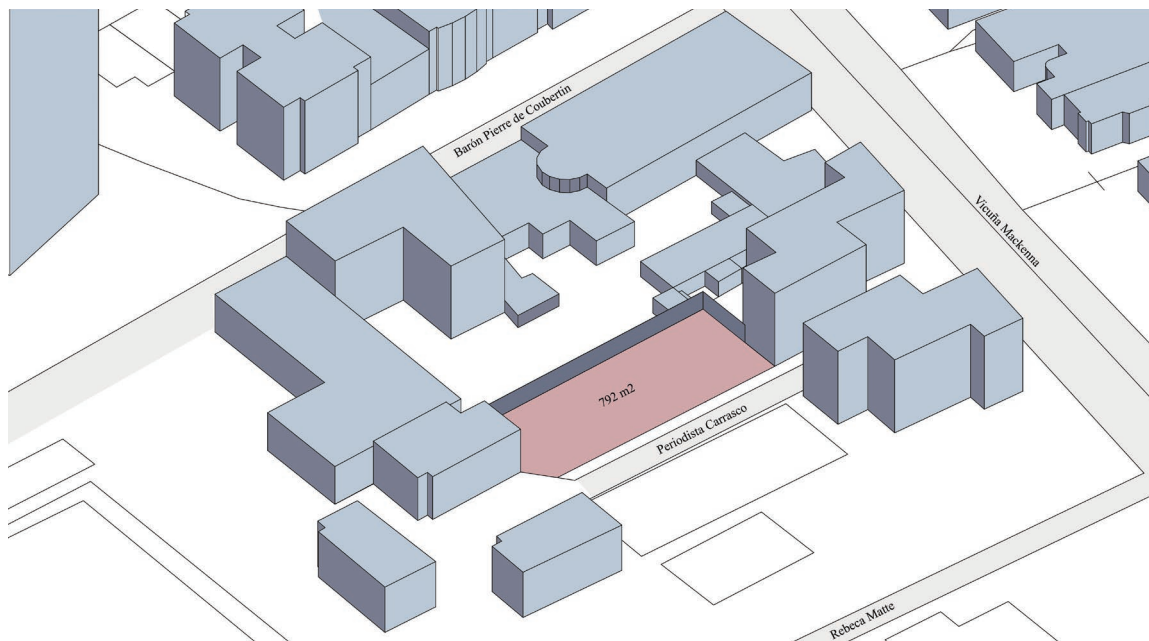 Barón Pierre de Coubertin
Vicuña Mackenna
792 m2
Periodista Carrasco
Rebeca Matte